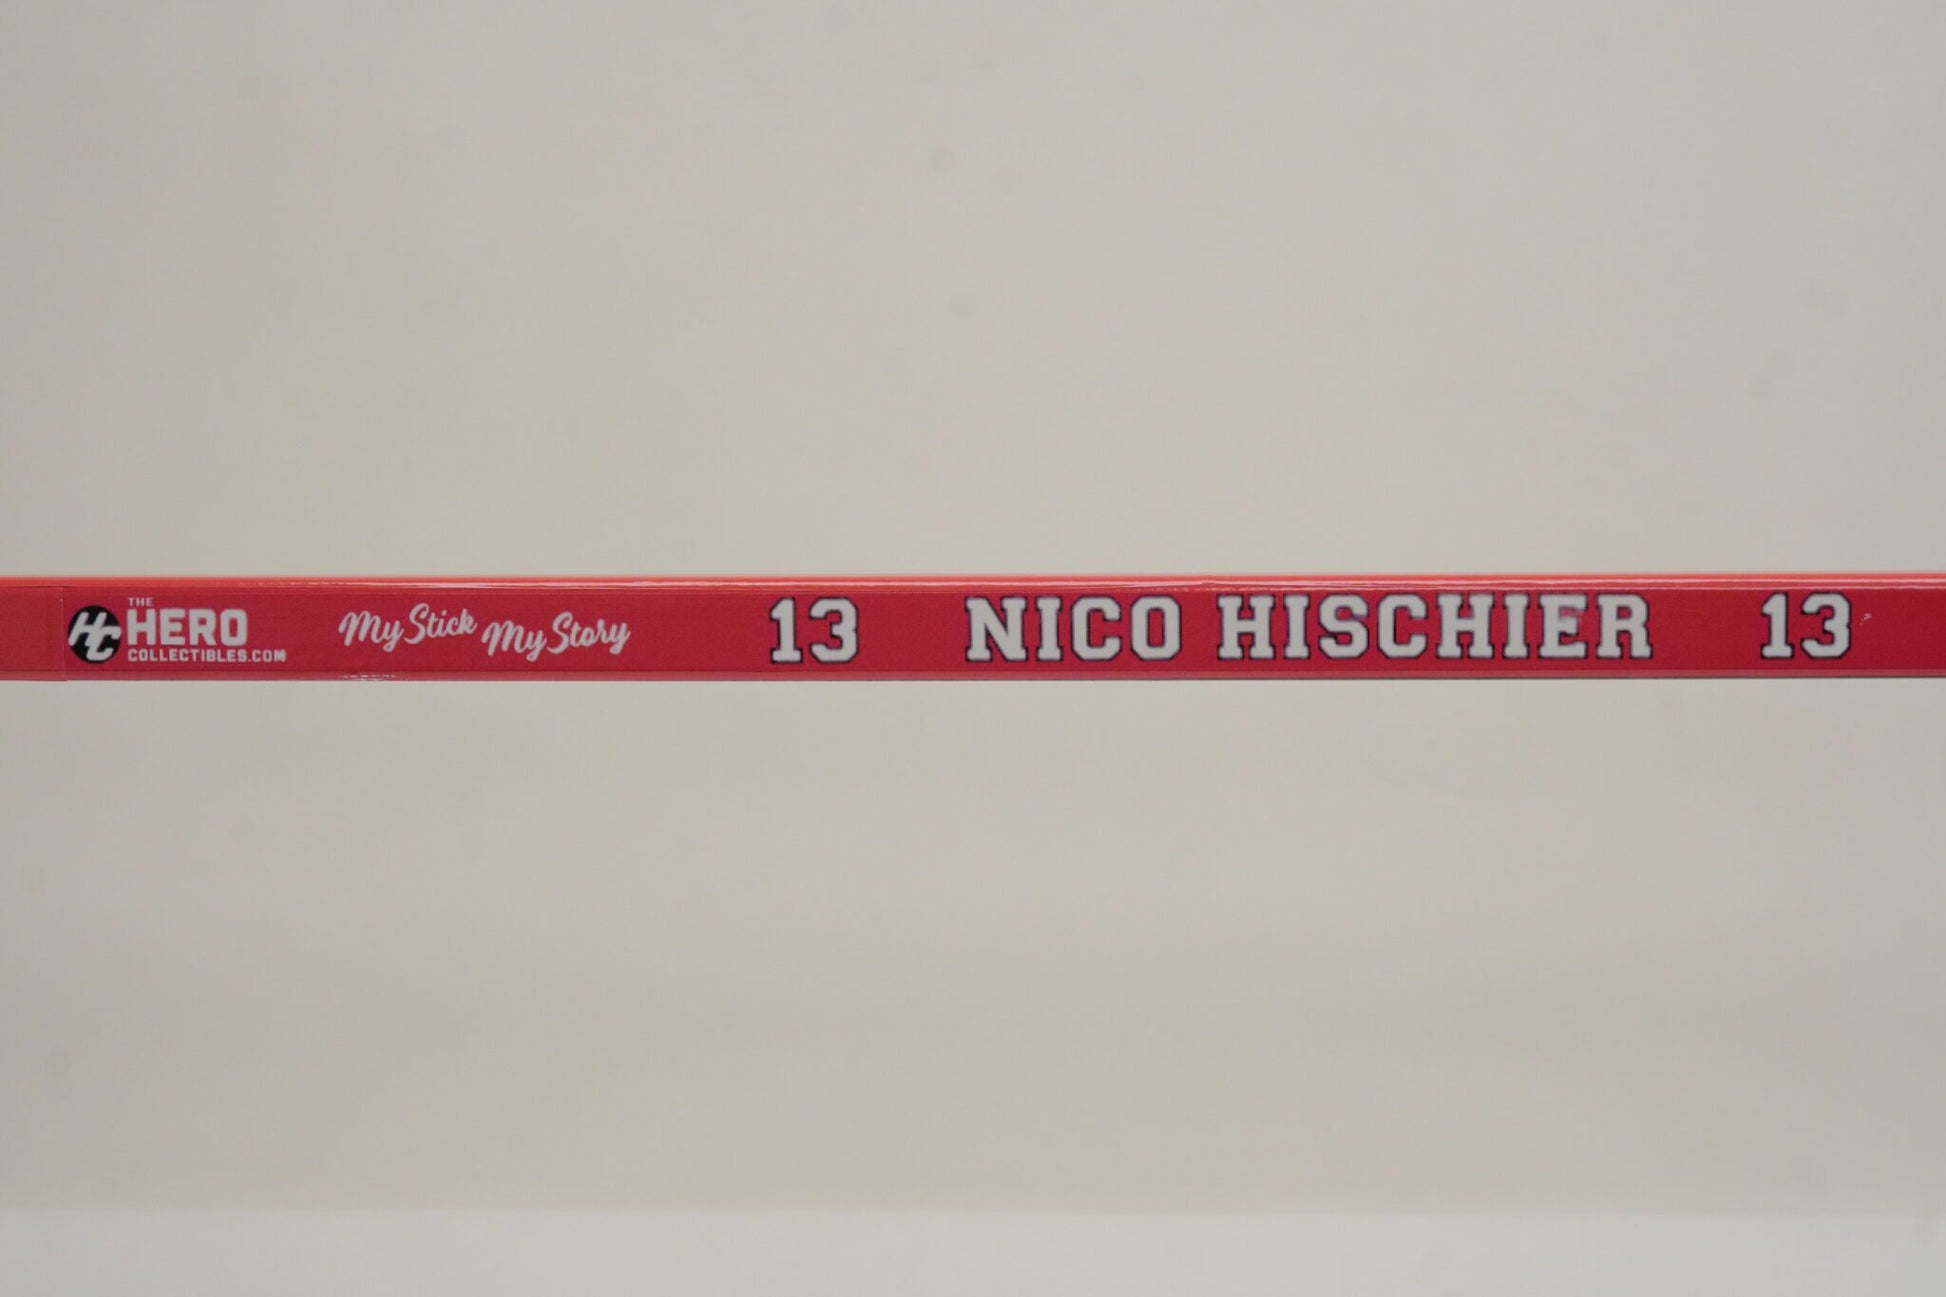 HC THE HERO COLLECTIBLES.COM
My Stick My Story
13 NICO HISCHIER 13